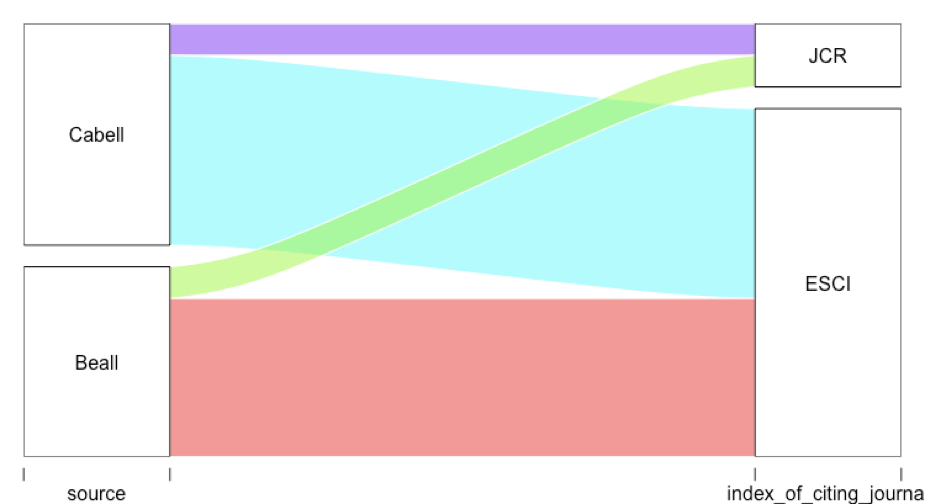 JCR
Cabell
ESCI
Beall
source index_of_citing_journa